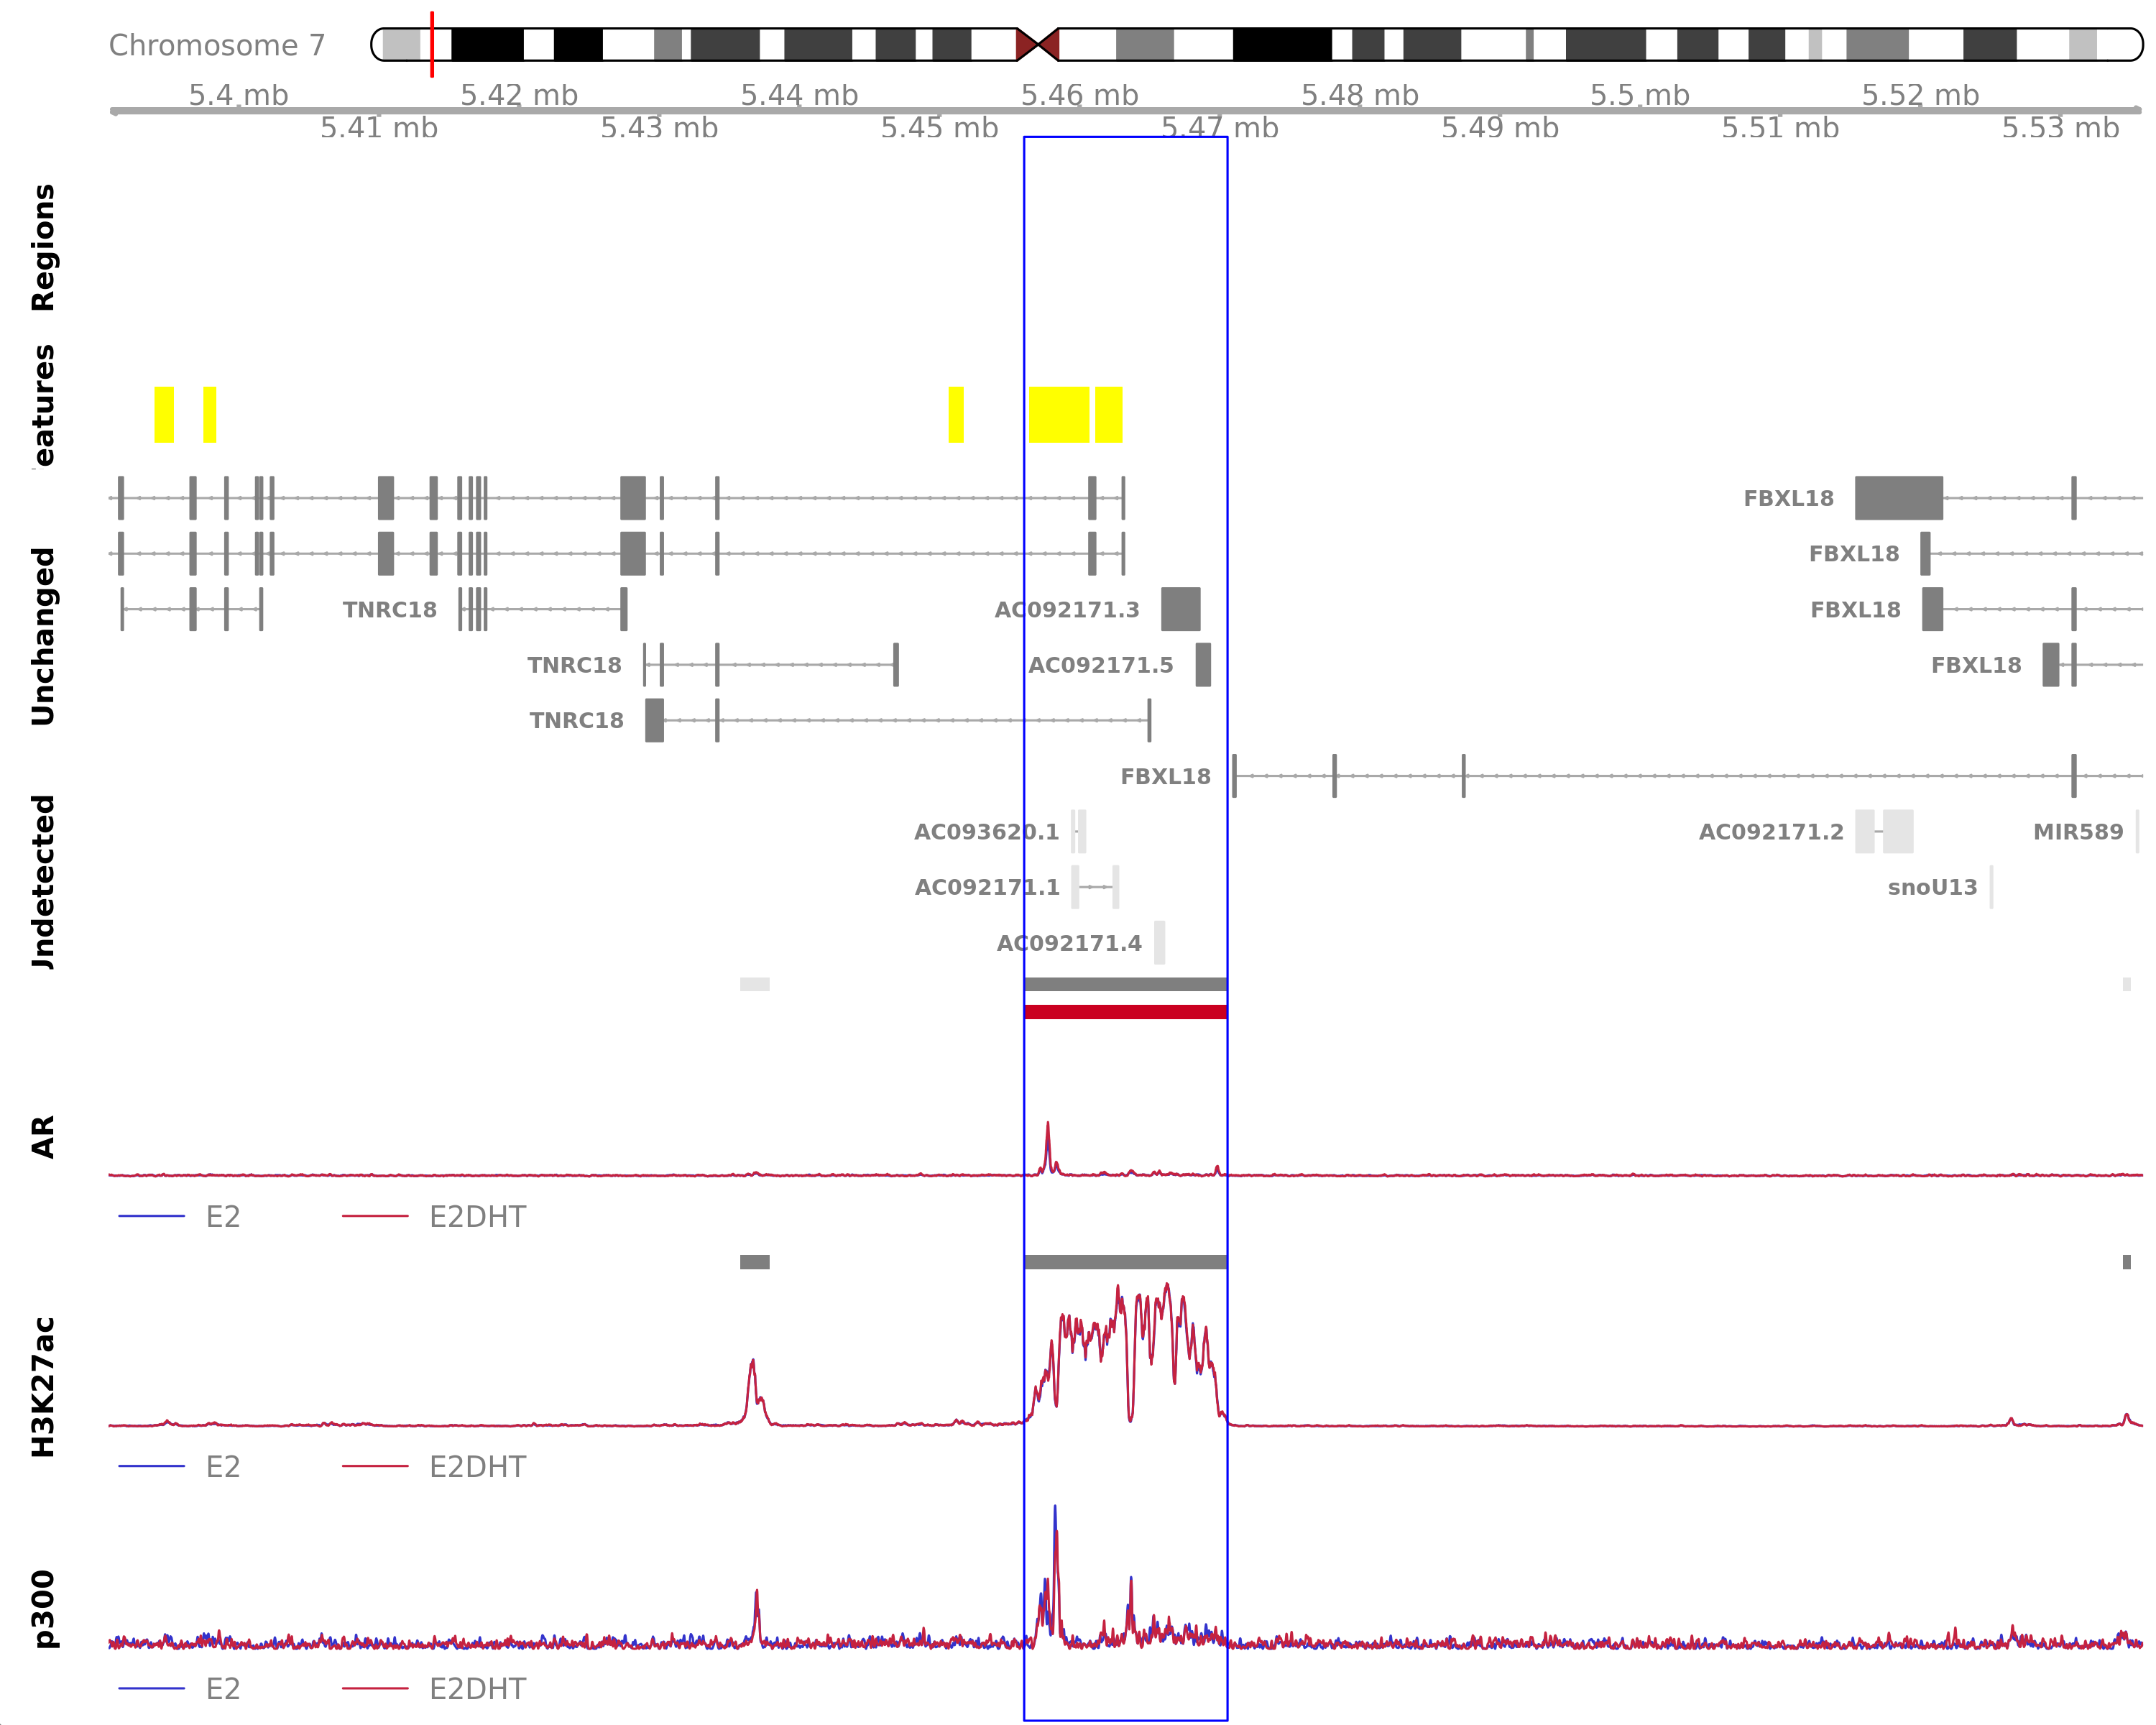 Chromosome 7
5.4 mb 5.42 mb 5.44 mb 5.46 mb 5.48 mb 5.5 mb 5.52 mb
5.41 mb 5.43 mb 5.45 mb 5.47 mb 5.49 mb 5.51 mb 5.53 mb
Regions
eatures
Unchanged
FBXL18
FBXL18
TNRC18 AC092171.3 FBXL18
TNRC18 AC092171.5 FBXL18
TNRC18
FBXL18
Undetected
AC093620.1 AC092171.2 MIR589
AC092171.1 snoU13
AC092171.4
AR
E2 E2DHT
H3K27ac
E2 E2DHT
p300
E2 E2DHT